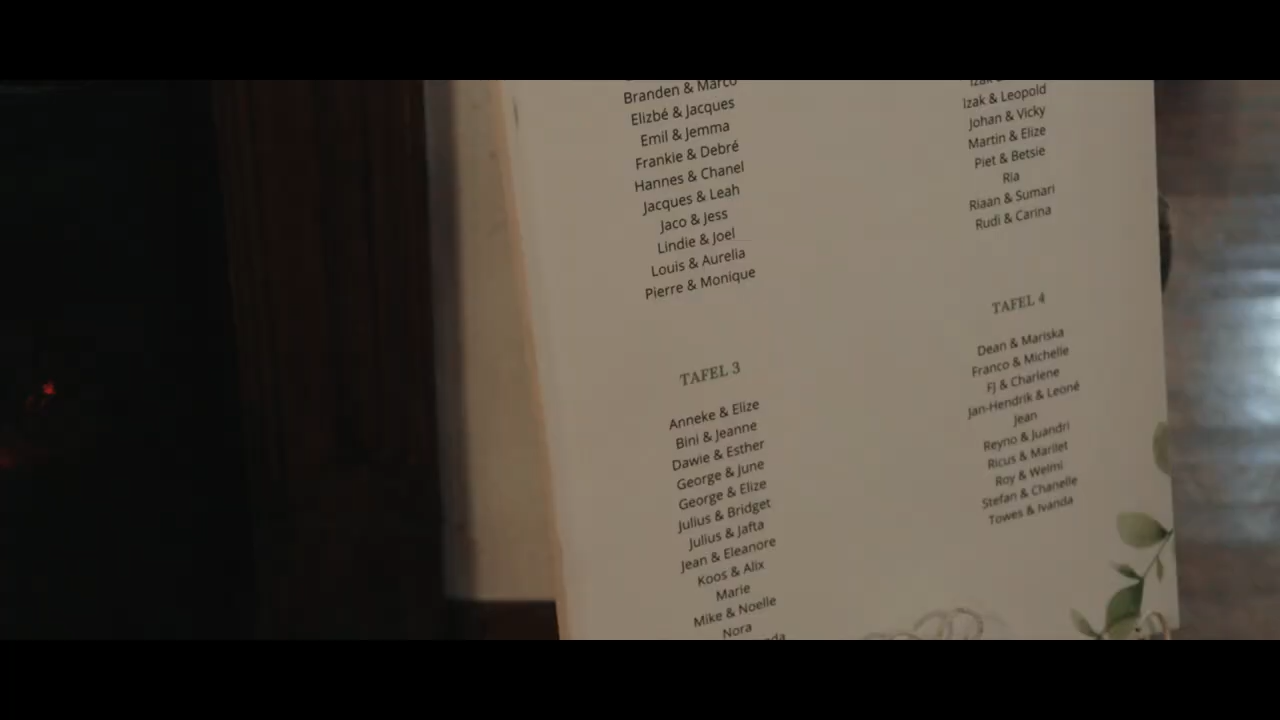 Branden & Marco
Elizbé & Jacques
Emil & Jemma
Frankie & Debré
Hannes & Chanel
Jacques & Leah
Jaco & Jess
Lindie & Joel
Louis & Aurelia
Pierre & Monique
TAFEL 3
Anneke & Elize
Bini & Jeanne
Dawie & Esther
George & June
George & Elize
Julius & Bridget
Julius & Jafta
Jean & Eleanore
Koos & Alix
Marie
Mike & Noelle
Nora
Izak &
Izak & Leopold
Johan & Vicky
Martin & Elize
Piet & Betsie
Ria
Riaan & Sumari
Rudi & Carina
TAFEL 4
Dean & Mariska
Franco & Michelle
FJ & Charlene
Jan-Hendrik & Leoné
Jean
Reyno & Juandri
Ricus & Marilet
Roy & Welmi
Stefan & Chanelle
Towes & Ivanda